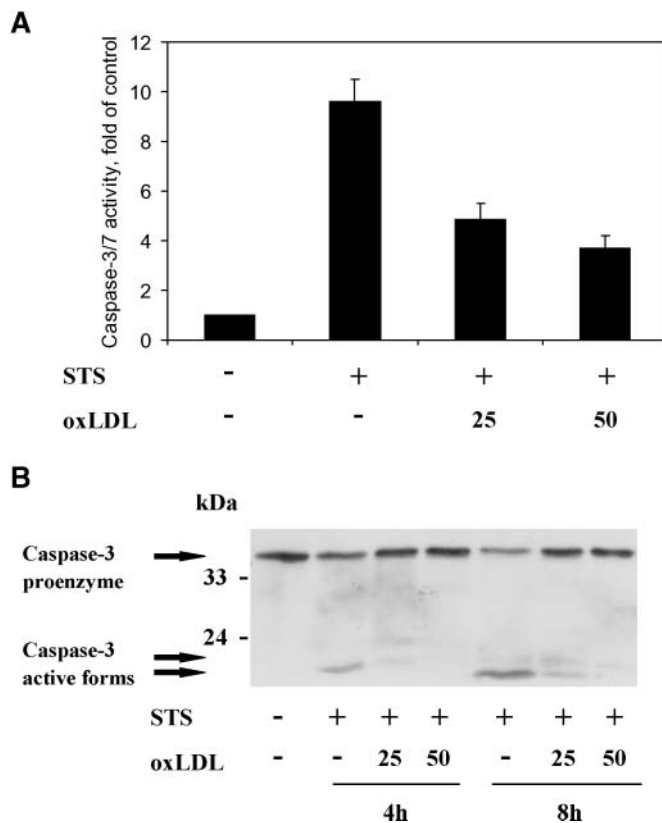 A
Caspase-3/7 activity, fold of control
12
10
8
6
4
2
0
STS - + + +
oxLDL - - 25 50
B
kDa
Caspase-3
proenzyme
33 -
24 -
Caspase-3
active forms
STS - + + + + + +
oxLDL - - 25 50 - 25 50
4h 8h